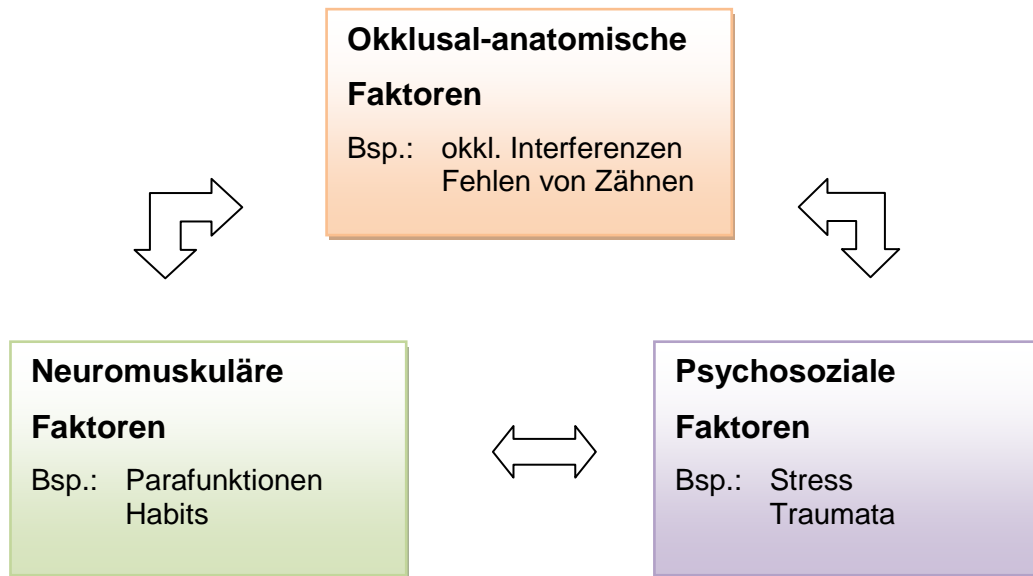 Okklusal-anatomische
Faktoren
Bsp.: okkl. Interferenzen
Fehlen von Zähnen
Neuromuskuläre
Faktoren
Bsp.: Parafunktionen
Habits
Psychosoziale
Faktoren
Bsp.: Stress
Traumata